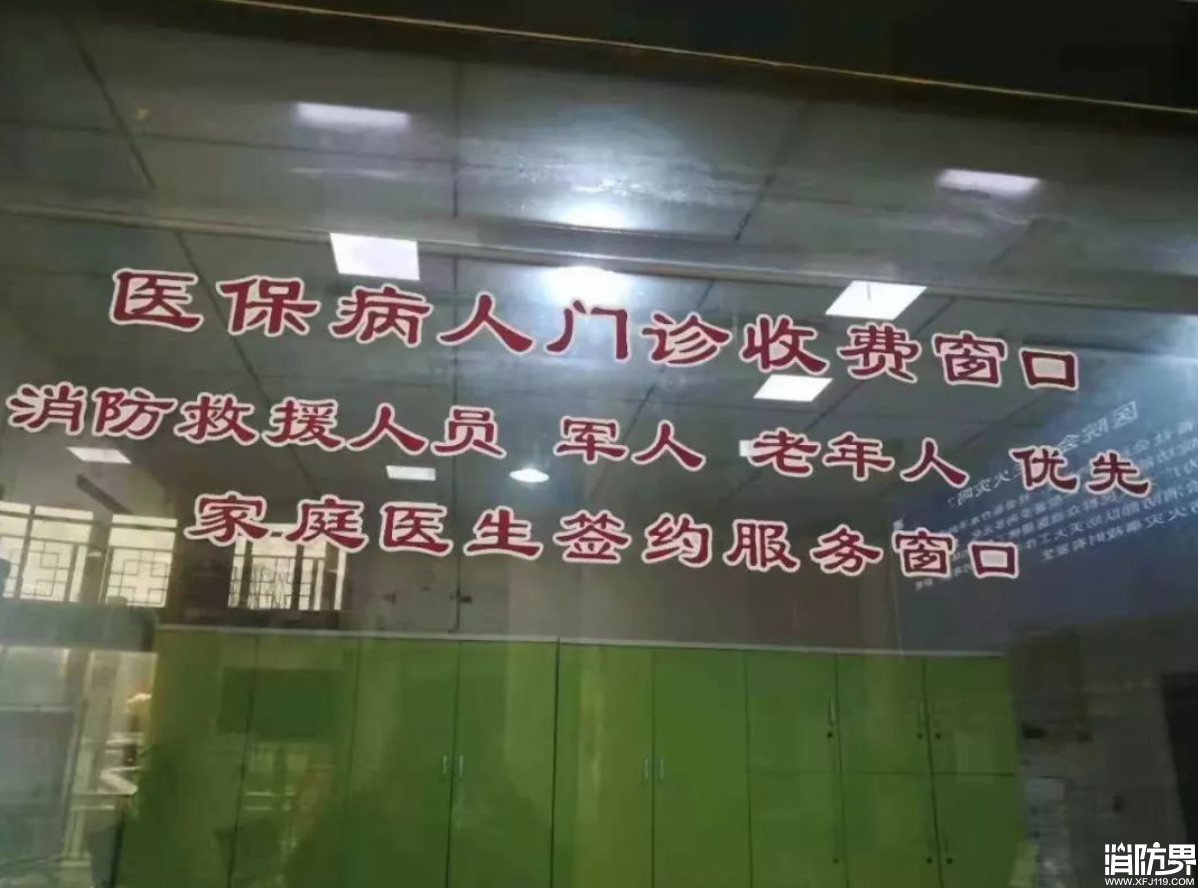 医保病人门诊收费窗口
消防救援人员 军人 老年人 优先
家庭医生签约服务窗口
消防界
WWW.XFJ119.COM